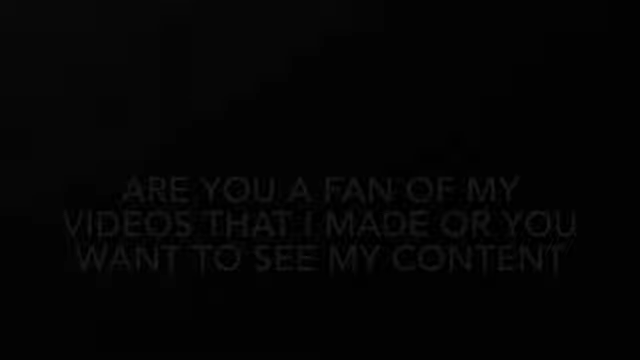 ARE YOU A FAN OF MY
VIDEOS THAT I MADE OR YOU
WANT TO SEE MY CONTENT